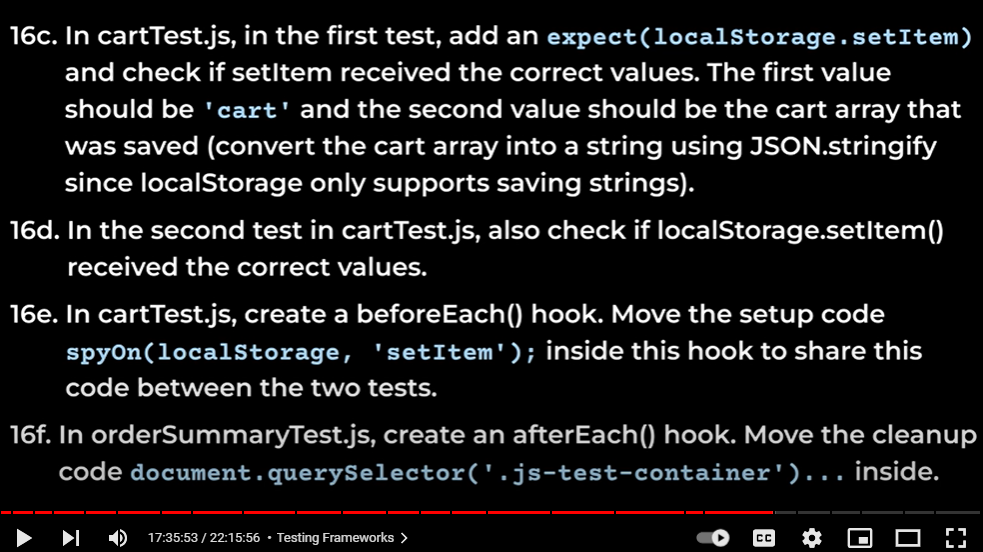 16c. In cartTest.js, in the first test, add an expect(localStorage.setItem)
and check if setItem received the correct values. The first value
should be 'cart' and the second value should be the cart array that
was saved (convert the cart array into a string using JSON.stringify
since localStorage only supports saving strings).
16d. In the second test in cartTest.js, also check if localStorage.setItem()
received the correct values.
16e. In cartTest.js, create a beforeEach() hook. Move the setup code
spyOn(localStorage, 'setItem'); inside this hook to share this
code between the two tests.
16f. In orderSummaryTest.js, create an afterEach() hook. Move the cleanup
code document.querySelector('.js-test-container')... inside.
17:35:53 / 22:15:56 • Testing Frameworks
CC